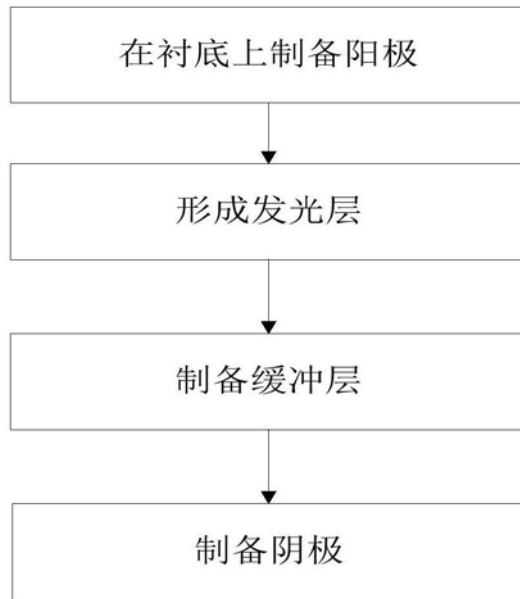 在衬底上制备阳极
形成发光层
制备缓冲层
制备阴极